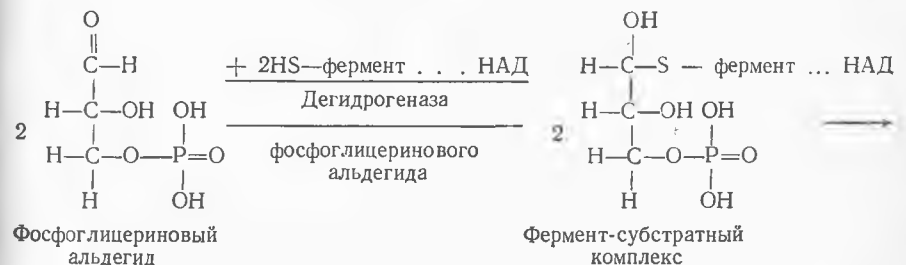 O OH
|| |
C—H + 2HS—фермент . . . НАД H—C—S — фермент ... НАД
| Дегидрогеназа |
H—C—OH OH H—C—OH OH
2 | | фосфоглицеринового 2 | |
H—C—O—P=O альдегида H—C—O—P=O
| | | |
H OH H OH
Фосфоглицериновый Фермент-субстратный
альдегид комплекс